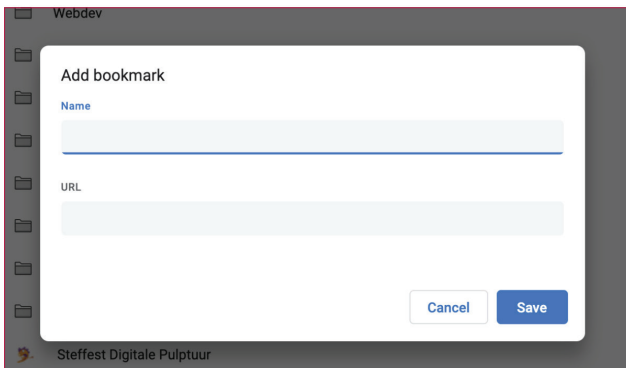 Webdev
Add bookmark
Name
URL
Cancel Save
Steffest Digitale Pulptuur